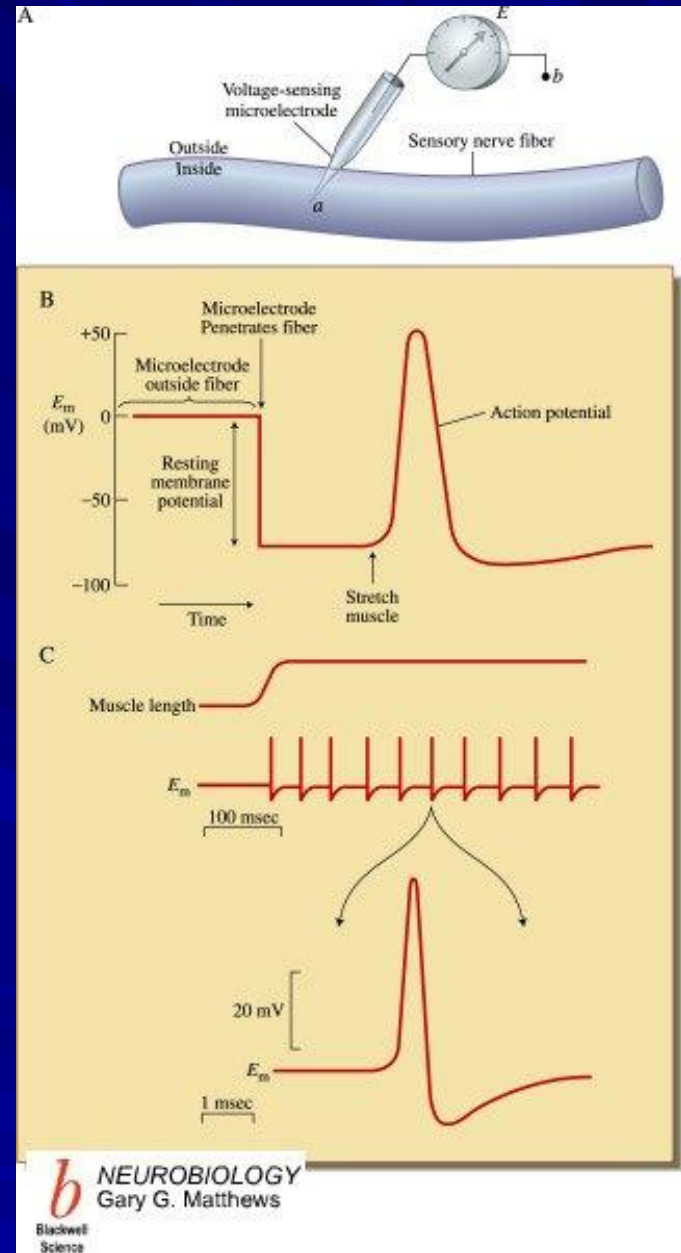 A
E
b
Voltage-sensing
microelectrode
Sensory nerve fiber
Outside
Inside
a
B
Microelectrode
Penetrates fiber
+50
Microelectrode
outside fiber
Em
(mV)
0
Action potential
Resting
membrane
potential
−50
−100
Time
Stretch
muscle
C
Muscle length
Em
100 msec
20 mV
Em
1 msec
b
NEUROBIOLOGY
Gary G. Matthews
Blackwell
Science